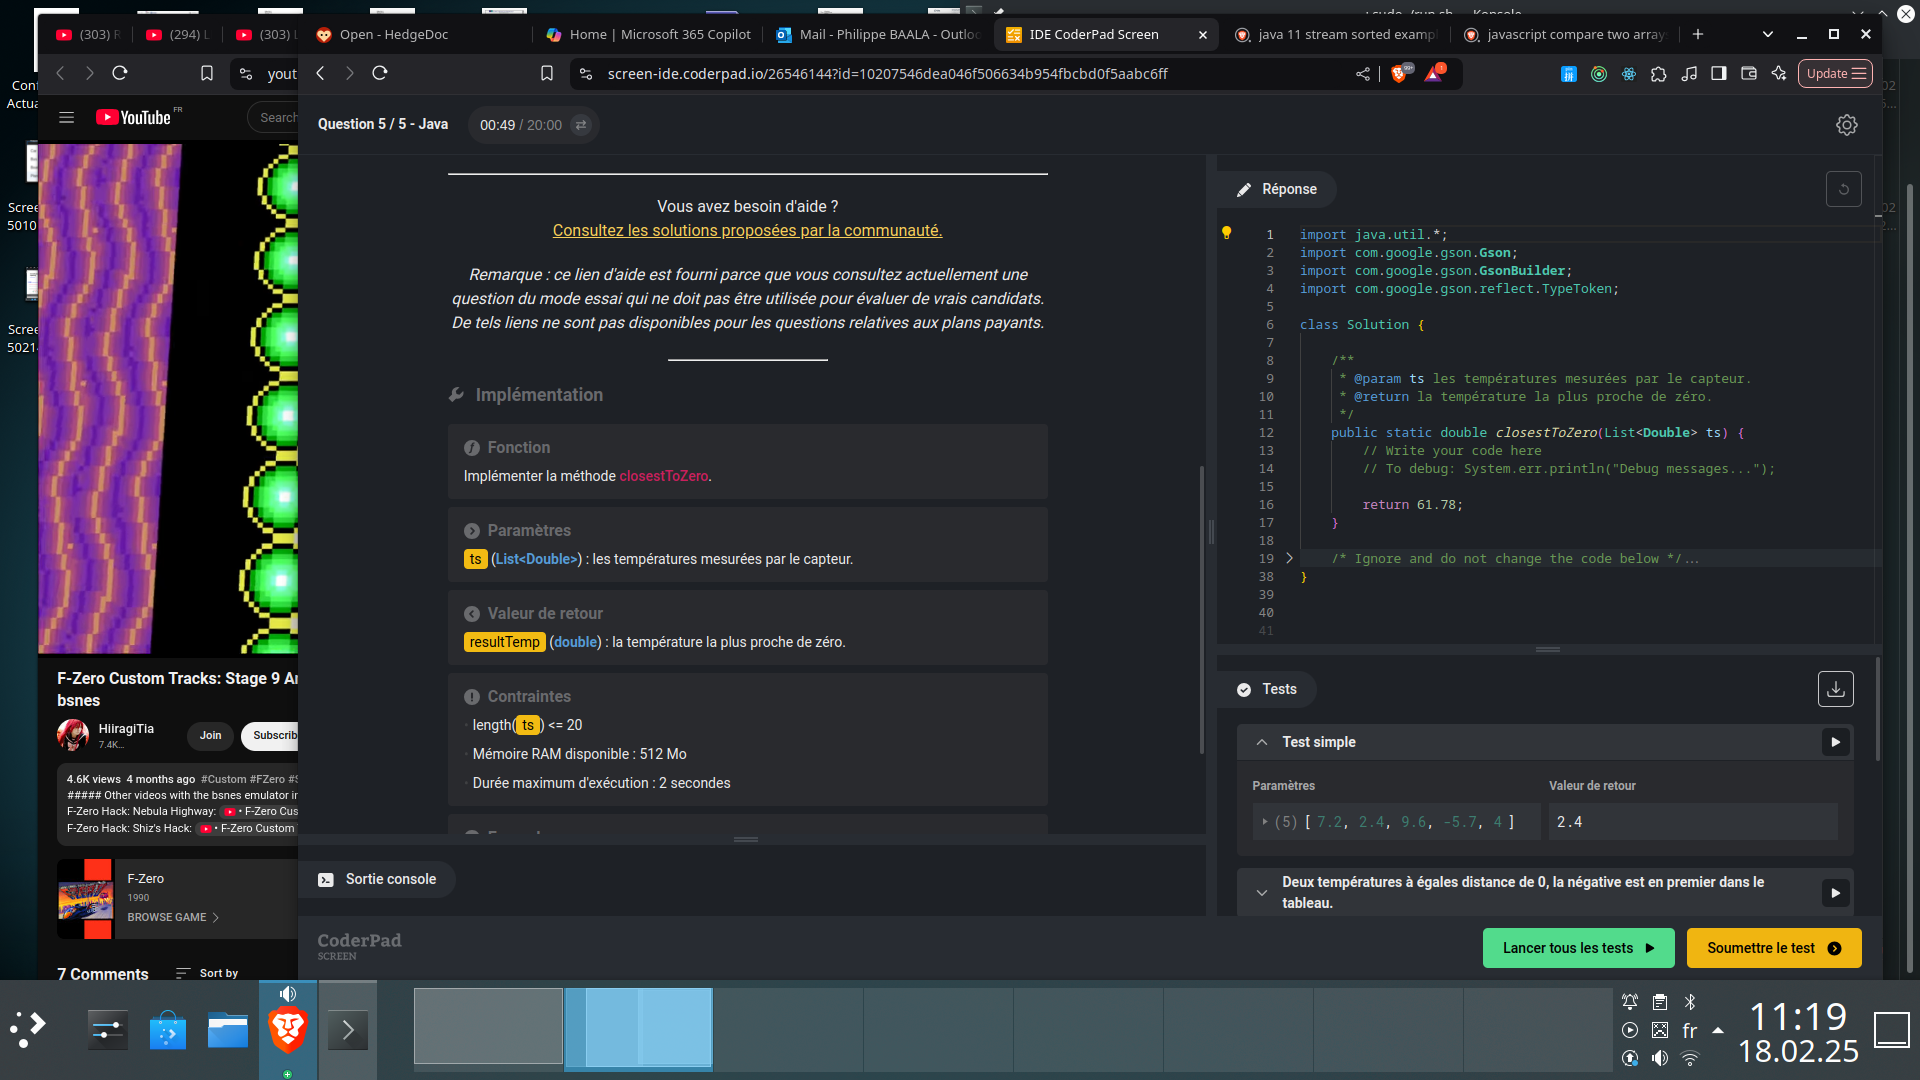 Conf
Actua
Scree
5010
Scree
5021
(303) R
(294) L
(303) L
YouTube FR
Search
F-Zero Custom Tracks: Stage 9 A
bsnes
HiiragiTia
7.4K...
Join
Subscrib
4.6K views 4 months ago #Custom #FZero #S
##### Other videos with the bsnes emulator in
F-Zero Hack: Nebula Highway: • F-Zero Cus
F-Zero Hack: Shiz's Hack: • F-Zero Custom
F-Zero
1990
BROWSE GAME
7 Comments
Sort by
Open - HedgeDoc
Home | Microsoft 365 Copilot
Mail - Philippe BAALA - Outloo
IDE CoderPad Screen
java 11 stream sorted exampl
javascript compare two array
screen-ide.coderpad.io/26546144?id=10207546dea046f506634b954fbcbd0f5aabc6ff
Update
Question 5 / 5 - Java
00:49 / 20:00
Vous avez besoin d'aide ?
Consultez les solutions proposées par la communauté.
Remarque : ce lien d'aide est fourni parce que vous consultez actuellement une
question du mode essai qui ne doit pas être utilisée pour évaluer de vrais candidats.
De tels liens ne sont pas disponibles pour les questions relatives aux plans payants.
Implémentation
Fonction
Implémenter la méthode closestToZero.
Paramètres
ts (List<Double>) : les températures mesurées par le capteur.
Valeur de retour
resultTemp (double) : la température la plus proche de zéro.
Contraintes
length( ts ) <= 20
Mémoire RAM disponible : 512 Mo
Durée maximum d'exécution : 2 secondes
Sortie console
CoderPad
SCREEN
Réponse
1 import java.util.*;
2 import com.google.gson.Gson;
3 import com.google.gson.GsonBuilder;
4 import com.google.gson.reflect.TypeToken;
5
6 class Solution {
7
8 /**
9 * @param ts les températures mesurées par le capteur.
10 * @return la température la plus proche de zéro.
11 */
12 public static double closestToZero(List<Double> ts) {
13 // Write your code here
14 // To debug: System.err.println("Debug messages...");
15
16 return 61.78;
17 }
18
19 /* Ignore and do not change the code below */...
38 }
39
40
41
Tests
Test simple
Paramètres
Valeur de retour
(5) [ 7.2, 2.4, 9.6, -5.7, 4 ]
2.4
Deux températures à égales distance de 0, la négative est en premier dans le
tableau.
Lancer tous les tests
Soumettre le test
fr
11:19
18.02.25